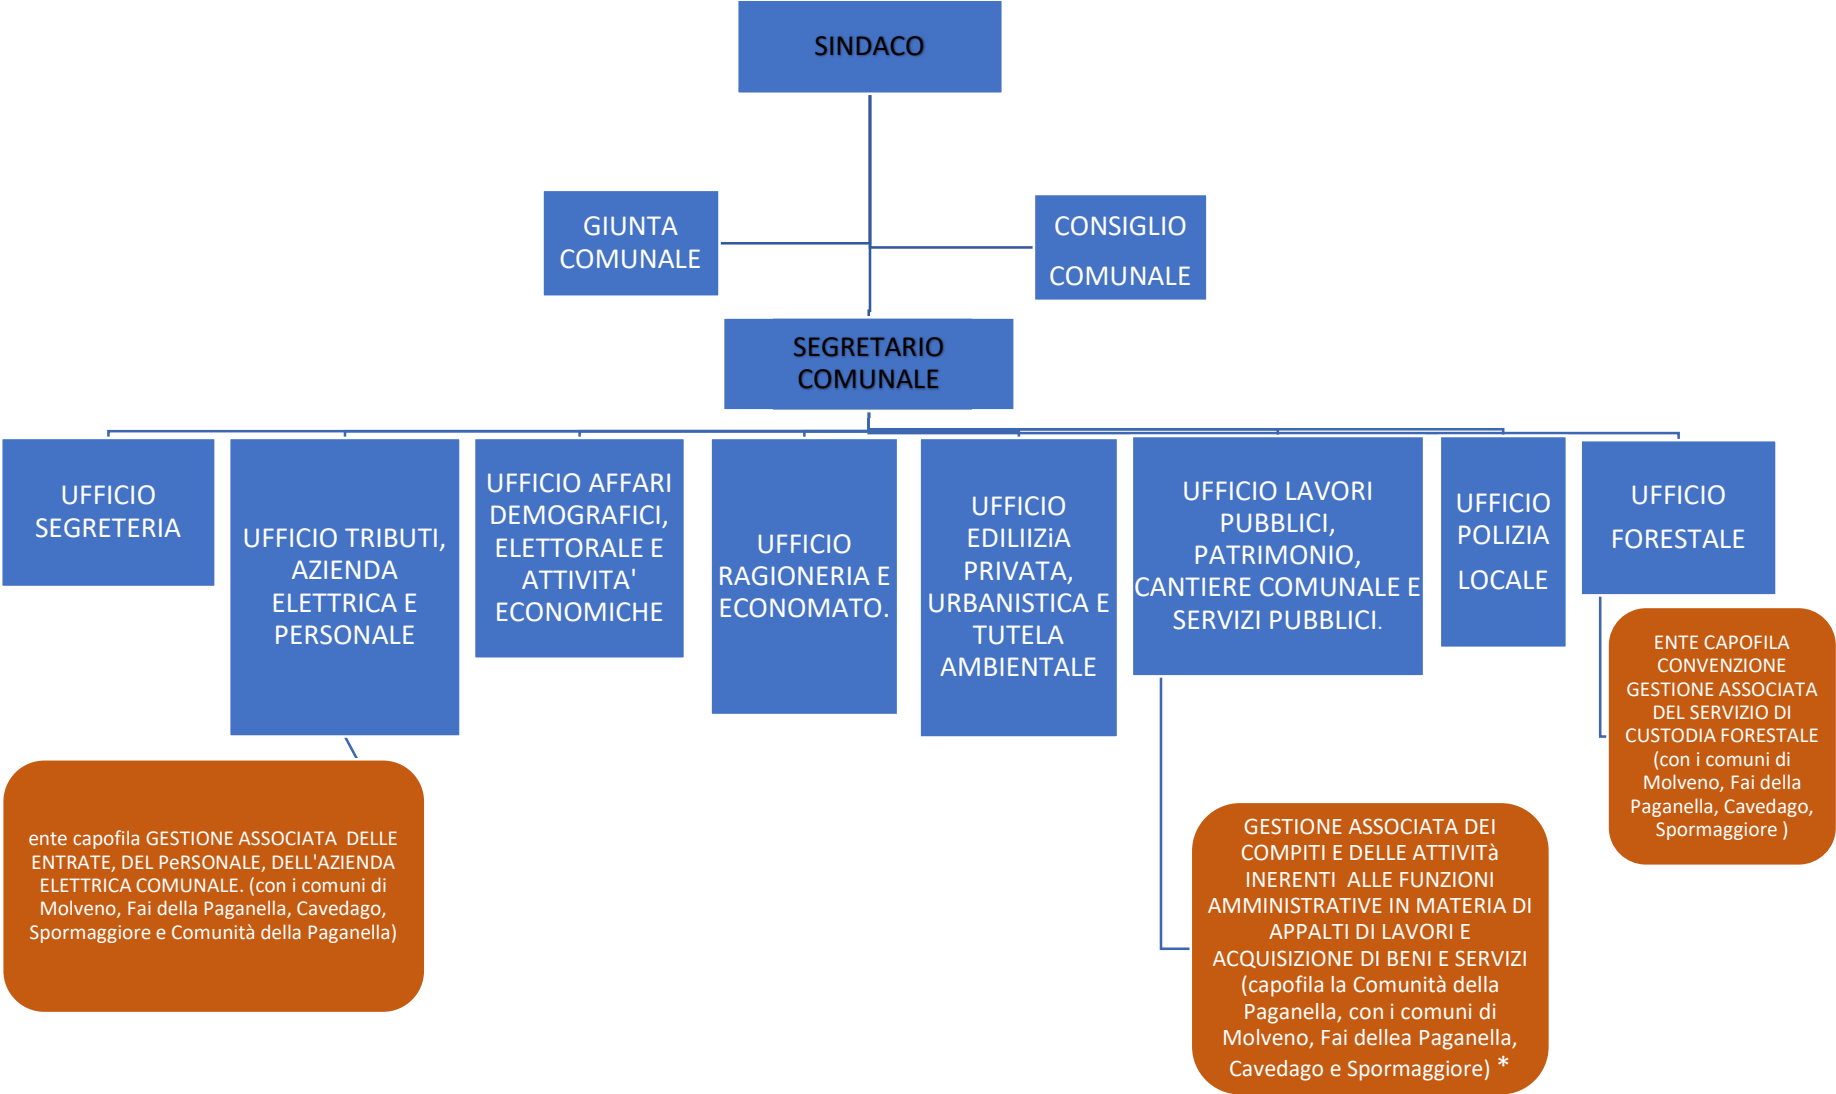 SINDACO
GIUNTA
COMUNALE
CONSIGLIO
COMUNALE
SEGRETARIO
COMUNALE
UFFICIO
SEGRETERIA
UFFICIO TRIBUTI,
AZIENDA
ELETTRICA E
PERSONALE
UFFICIO AFFARI
DEMOGRAFICI,
ELETTORALE E
ATTIVITA'
ECONOMICHE
UFFICIO
RAGIONERIA E
ECONOMATO.
UFFICIO
EDILIIZiA
PRIVATA,
URBANISTICA E
TUTELA
AMBIENTALE
UFFICIO LAVORI
PUBBLICI,
PATRIMONIO,
CANTIERE COMUNALE E
SERVIZI PUBBLICI.
UFFICIO
POLIZIA
LOCALE
UFFICIO
FORESTALE
ente capofila GESTIONE ASSOCIATA  DELLE
ENTRATE, DEL PeRSONALE, DELL'AZIENDA
ELETTRICA COMUNALE. (con i comuni di
Molveno, Fai della Paganella, Cavedago,
Spormaggiore e Comunità della Paganella)
GESTIONE ASSOCIATA DEI
COMPITI E DELLE ATTIVITà
INERENTI  ALLE FUNZIONI
AMMINISTRATIVE IN MATERIA DI
APPALTI DI LAVORI E
ACQUISIZIONE DI BENI E SERVIZI
(capofila la Comunità della
Paganella, con i comuni di
Molveno, Fai dellea Paganella,
Cavedago e Spormaggiore) *
ENTE CAPOFILA
CONVENZIONE
GESTIONE ASSOCIATA
DEL SERVIZIO DI
CUSTODIA FORESTALE
(con i comuni di
Molveno, Fai della
Paganella, Cavedago,
Spormaggiore )